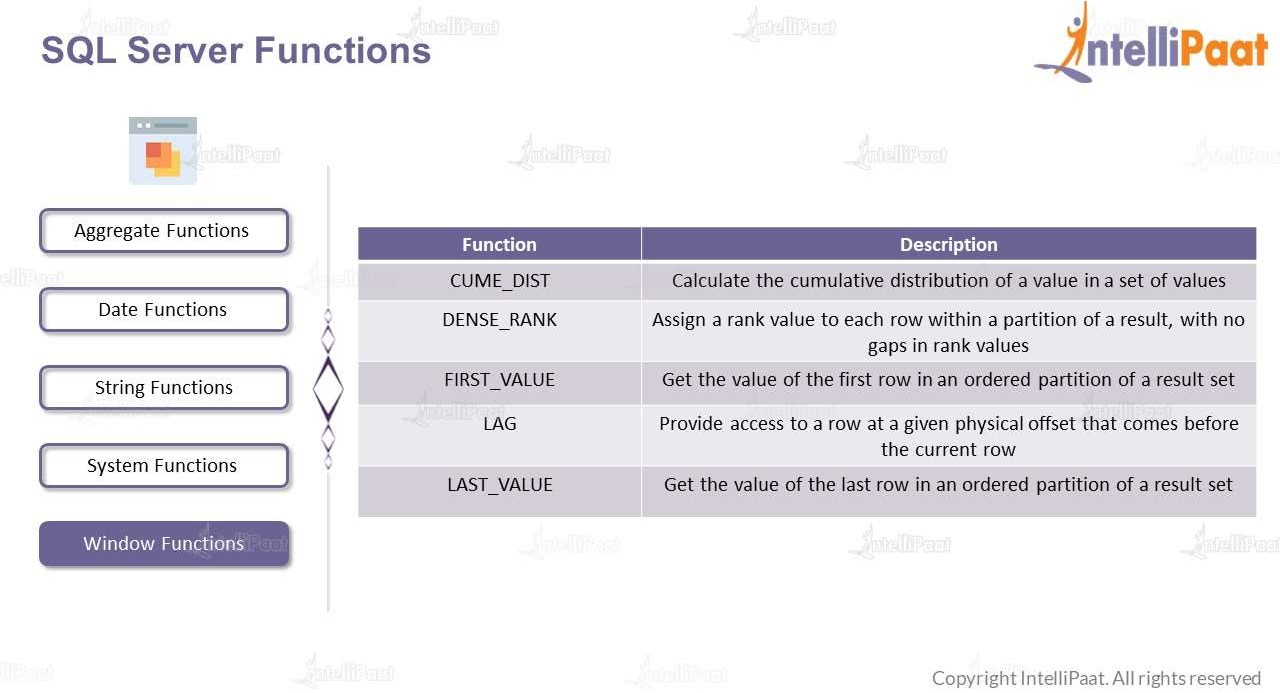 SQL Server Functions
IntelliPaat
Aggregate Functions
Date Functions
String Functions
System Functions
Window Functions
Function Description
CUME_DIST Calculate the cumulative distribution of a value in a set of values
DENSE_RANK Assign a rank value to each row within a partition of a result, with no
gaps in rank values
FIRST_VALUE Get the value of the first row in an ordered partition of a result set
LAG Provide access to a row at a given physical offset that comes before
the current row
LAST_VALUE Get the value of the last row in an ordered partition of a result set
Copyright IntelliPaat. All rights reserved